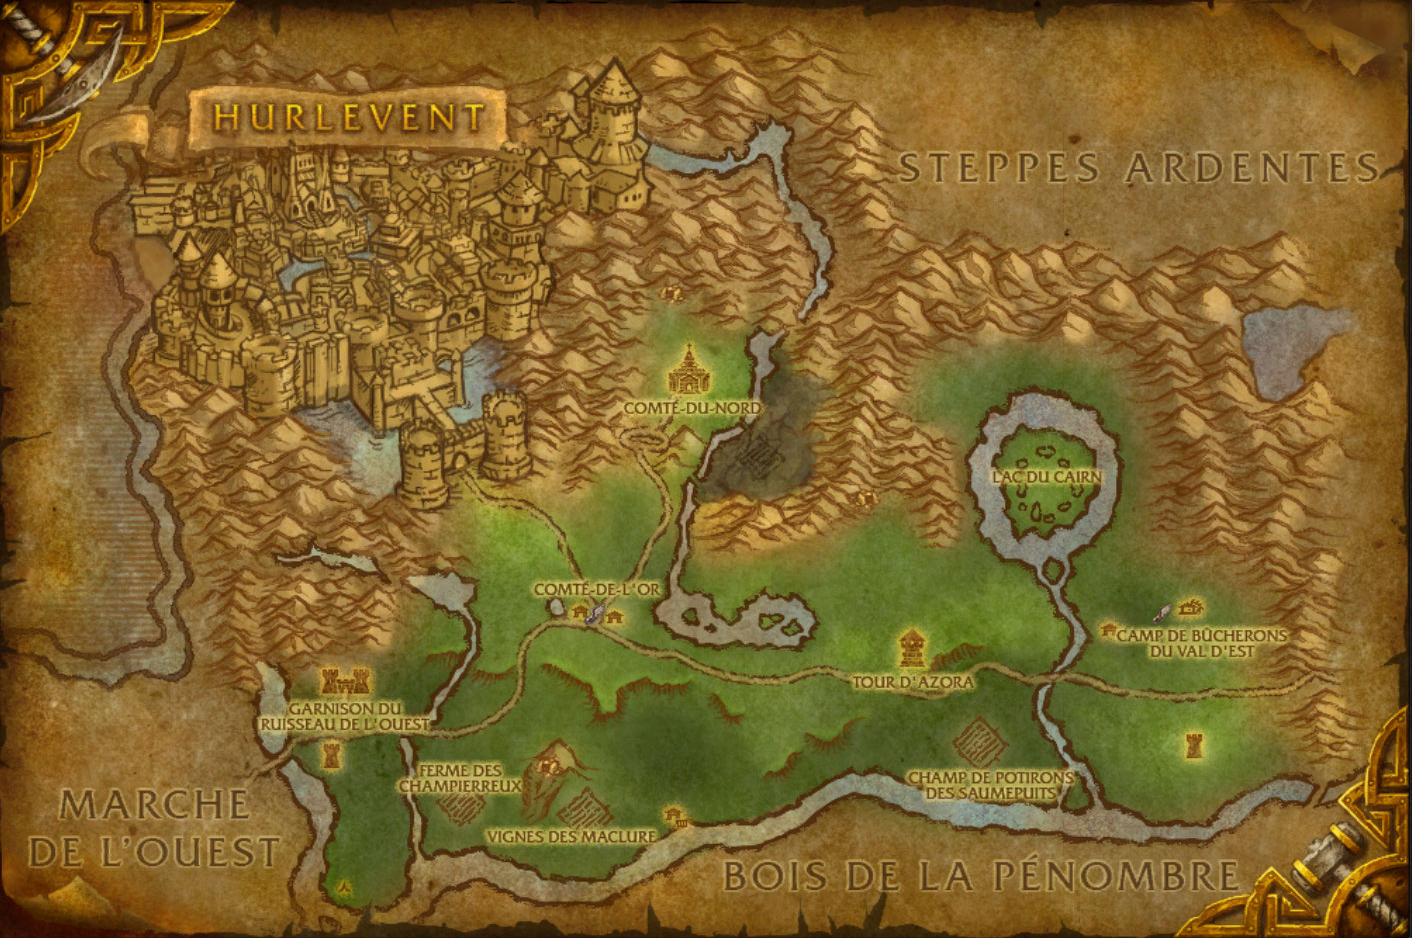 HURLEVENT
STEPPES ARDENTES
COMTÉ-DU-NORD
LAC DU CAIRN
COMTÉ-DE-L'OR
CAMP DE BÛCHERONS
DU VAL D'EST
TOUR D'AZORA
GARNISON DU
RUISSEAU DE L'OUEST
FERME DES
CHAMPIERREUX
CHAMP DE POTIRONS
DES SAUMEPUITS
VIGNES DES MACLURE
MARCHE
DE L'OUEST
BOIS DE LA PÉNOMBRE